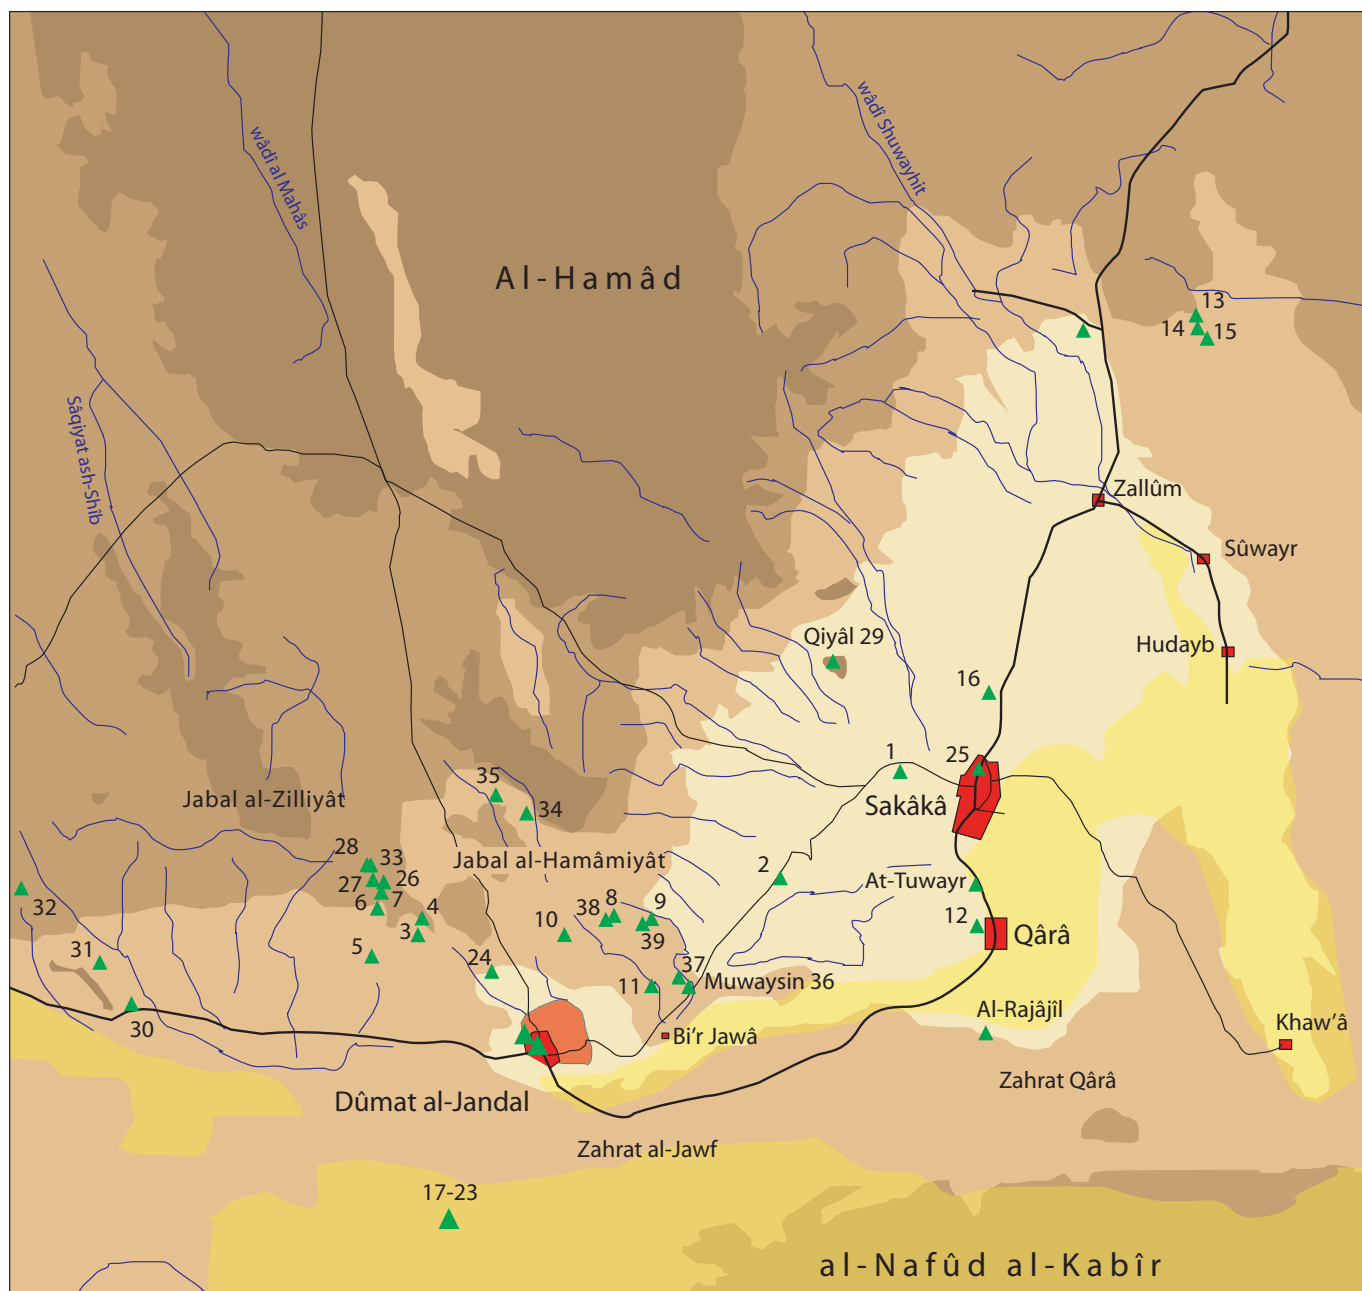 wâdî al Mahâs
wâdî Shuwayhit
Al-Hamâd
13
14
15
Sâqiyat ash-Shîb
Zallûm
Sûwayr
Qiyâl 29
Hudayb
16
1
25
35
Jabal al-Zilliyât
34
Sakâkâ
28
33
Jabal al-Hamâmiyât
2
27
26
At-Tuwayr
32
6
7
4
38
8
9
10
12
3
39
Qârâ
31
5
24
37
11
Muwaysin 36
30
Al-Rajâjîl
Bi’r Jawâ
Khaw’â
Zahrat Qârâ
Dûmat al-Jandal
Zahrat al-Jawf
17-23
al-Nafûd al-Kabîr